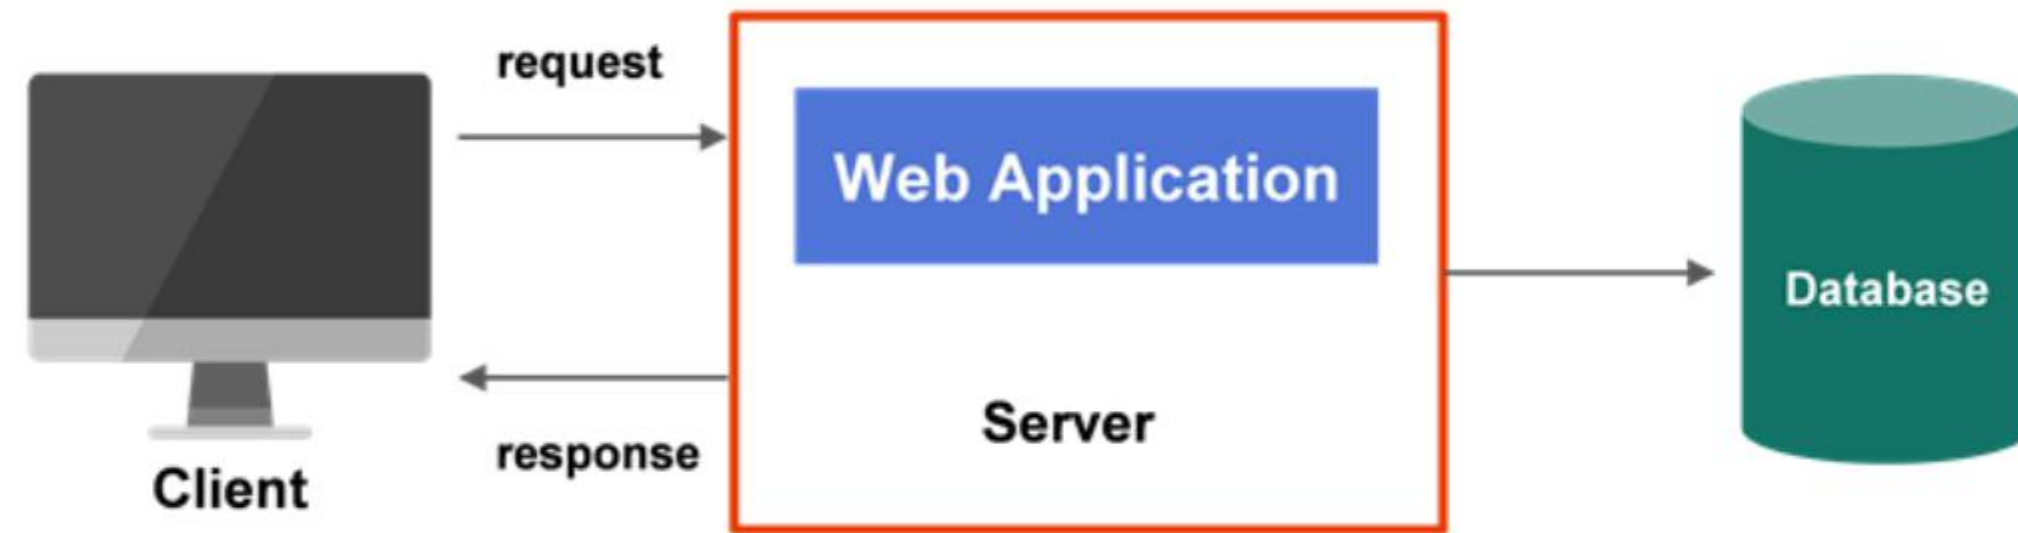 request
Web Application
Database
Server
response
Client